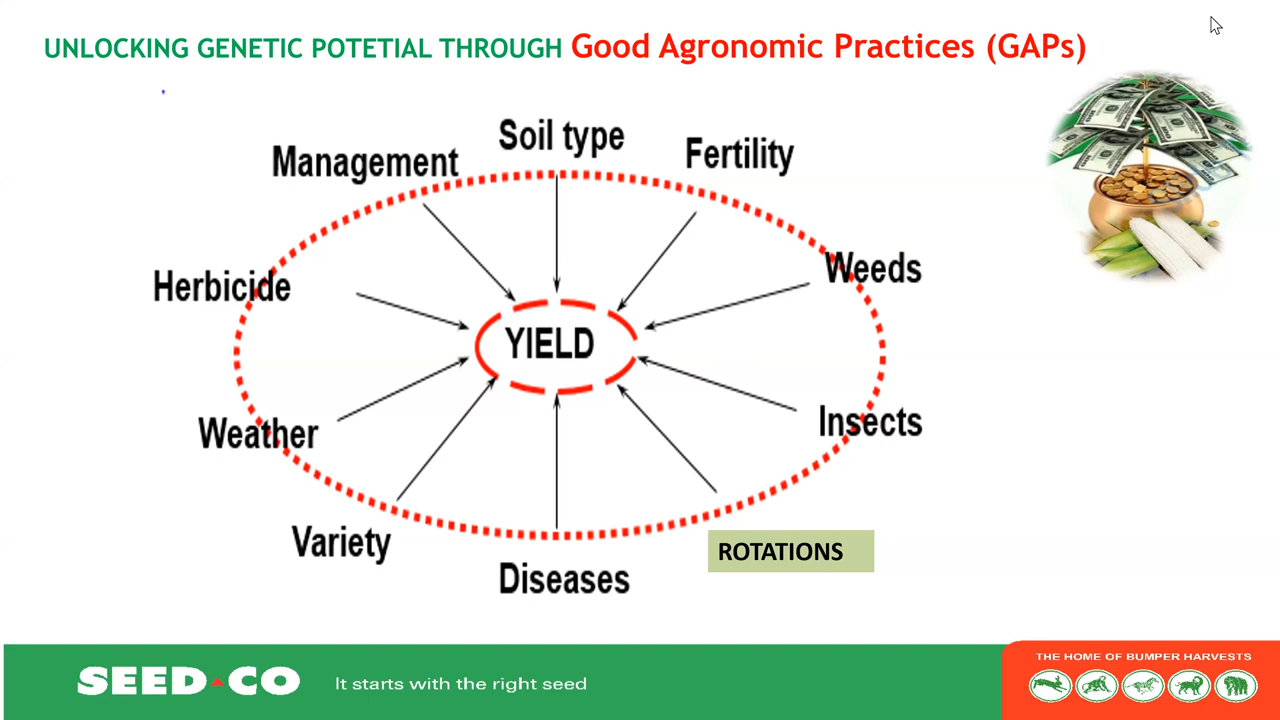 UNLOCKING GENETIC POTETIAL THROUGH Good Agronomic Practices (GAPs)
Soil type
Management
Fertility
Herbicide
Weeds
YIELD
Weather
Insects
Variety
Diseases
ROTATIONS
SEED CO
It starts with the right seed
THE HOME OF BUMPER HARVESTS